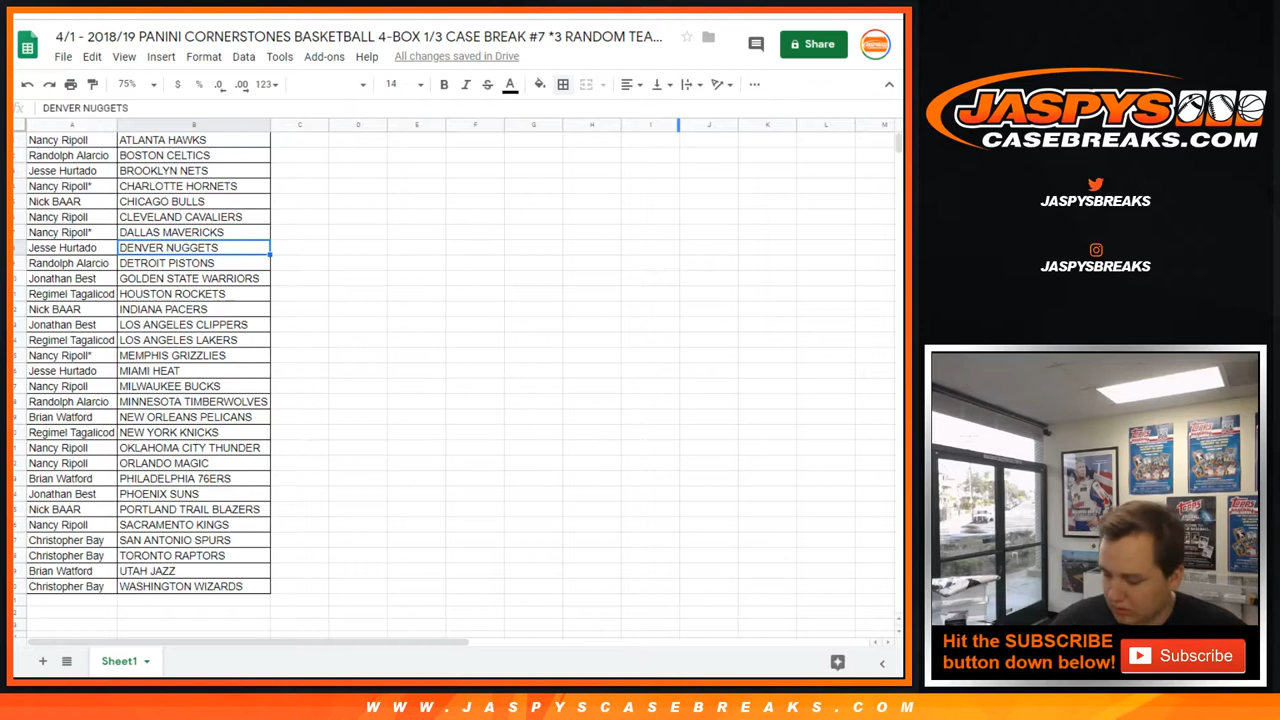 4/1 - 2018/19 PANINI CORNERSTONES BASKETBALL 4-BOX 1/3 CASE BREAK #7 *3 RANDOM TEA...
File Edit View Insert Format Data Tools Add-ons Help All changes saved in Drive
Share
75% $ % .0 .00 123 14 B I S A
fx DENVER NUGGETS
A B C D E F G H I J K L M
Nancy Ripoll ATLANTA HAWKS
Randolph Alarcio BOSTON CELTICS
Jesse Hurtado BROOKLYN NETS
Nancy Ripoll* CHARLOTTE HORNETS
Nick BAAR CHICAGO BULLS
Nancy Ripoll CLEVELAND CAVALIERS
Nancy Ripoll* DALLAS MAVERICKS
Jesse Hurtado DENVER NUGGETS
Randolph Alarcio DETROIT PISTONS
Jonathan Best GOLDEN STATE WARRIORS
Regimel Tagalicod HOUSTON ROCKETS
Nick BAAR INDIANA PACERS
Jonathan Best LOS ANGELES CLIPPERS
Regimel Tagalicod LOS ANGELES LAKERS
Nancy Ripoll* MEMPHIS GRIZZLIES
Jesse Hurtado MIAMI HEAT
Nancy Ripoll MILWAUKEE BUCKS
Randolph Alarcio MINNESOTA TIMBERWOLVES
Brian Watford NEW ORLEANS PELICANS
Regimel Tagalicod NEW YORK KNICKS
Nancy Ripoll OKLAHOMA CITY THUNDER
Nancy Ripoll ORLANDO MAGIC
Brian Watford PHILADELPHIA 76ERS
Jonathan Best PHOENIX SUNS
Nick BAAR PORTLAND TRAIL BLAZERS
Nancy Ripoll SACRAMENTO KINGS
Christopher Bay SAN ANTONIO SPURS
Christopher Bay TORONTO RAPTORS
Brian Watford UTAH JAZZ
Christopher Bay WASHINGTON WIZARDS
Sheet1
JASPYS
CASEBREAKS.COM
JASPYSBREAKS
JASPYSBREAKS
Topps
Topps
Topps
Topps
Hit the SUBSCRIBE
button down below!
Subscribe
WWW.JASPYSCASEBREAKS.COM